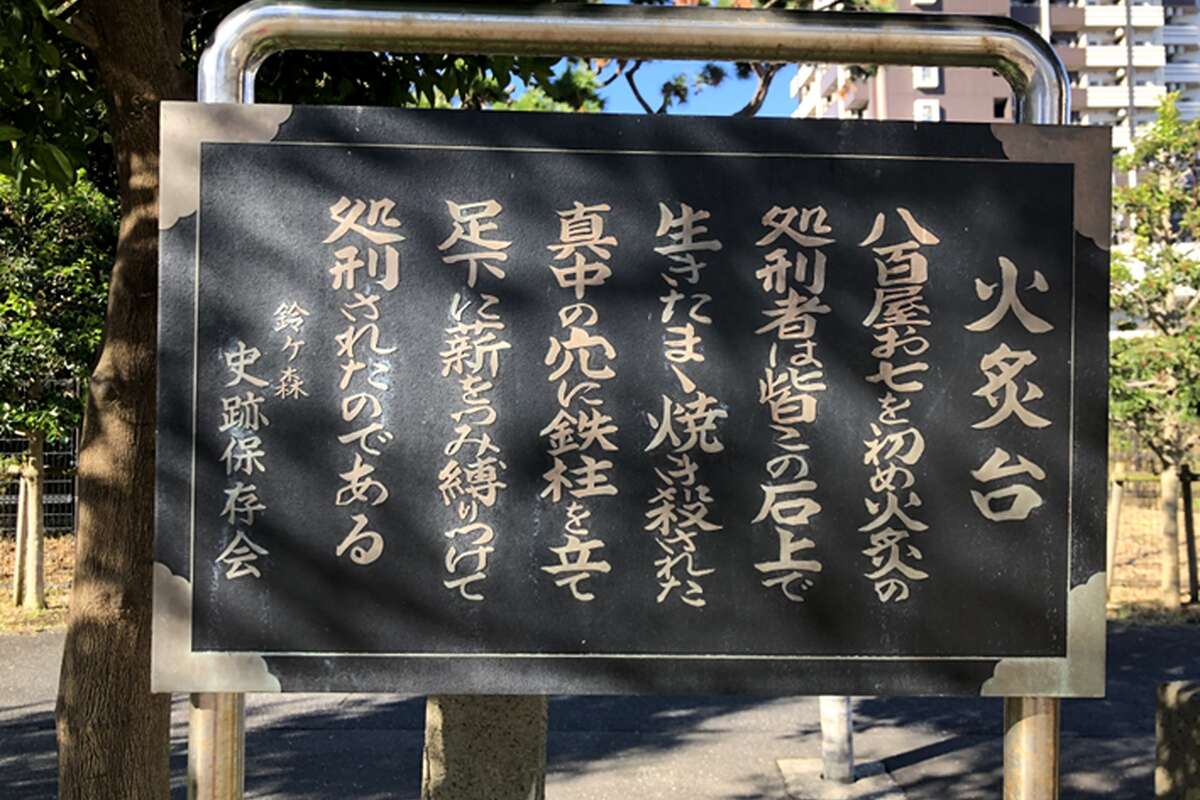 火炙台
八百屋お七を初め火炙の
処刑者は皆この石上で
生きたまゝ焼き殺された
真中の穴に鉄柱を立て
足下に薪をつみ縛りつけて
処刑されたのである
鈴ヶ森
史跡保存会